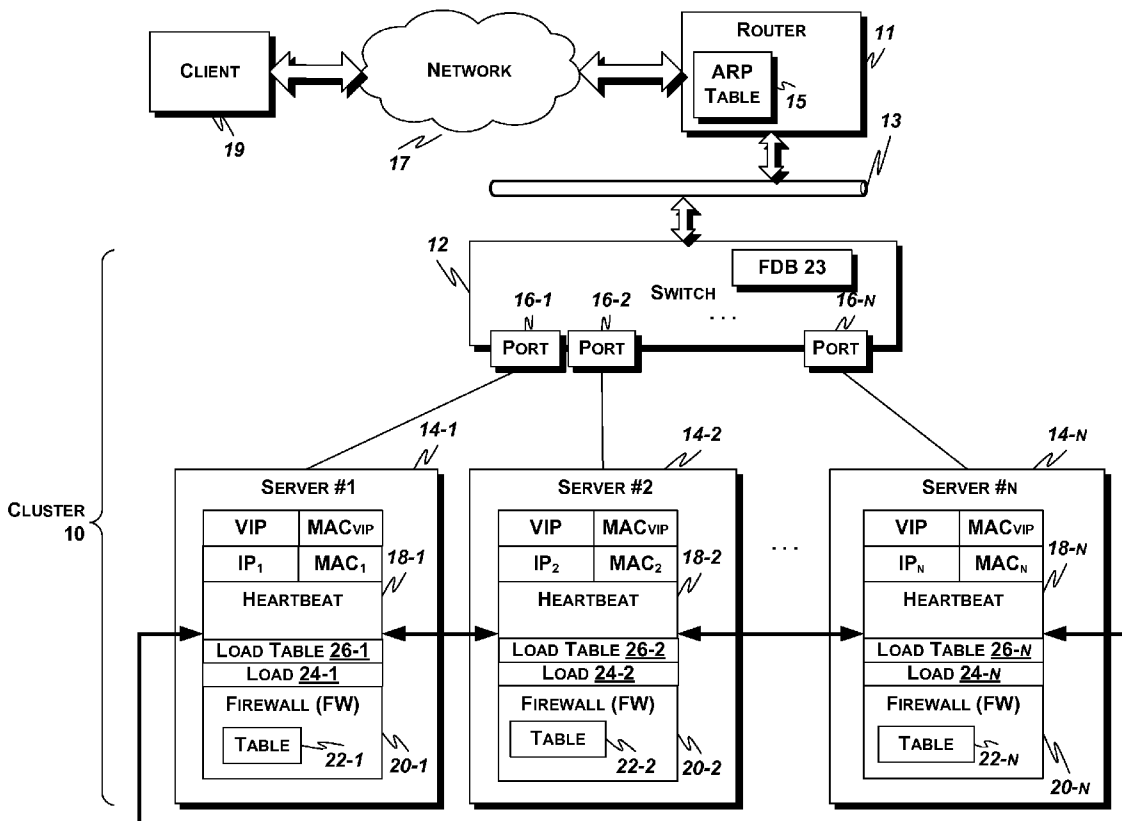 CLIENT
19
NETWORK
17
ROUTER
11
ARP
TABLE
15
13
12
FDB 23
SWITCH
. . .
16-1
16-2
16-N
PORT
PORT
PORT
CLUSTER
10
14-1
SERVER #1
VIP MACVIP
IP1 MAC1
18-1
HEARTBEAT
LOAD TABLE 26-1
LOAD 24-1
FIREWALL (FW)
TABLE
22-1
20-1
14-2
SERVER #2
VIP MACVIP
IP2 MAC2
18-2
HEARTBEAT
LOAD TABLE 26-2
LOAD 24-2
FIREWALL (FW)
TABLE
22-2
20-2
. . .
14-N
SERVER #N
VIP MACVIP
IPN MACN
18-N
HEARTBEAT
LOAD TABLE 26-N
LOAD 24-N
FIREWALL (FW)
TABLE
22-N
20-N